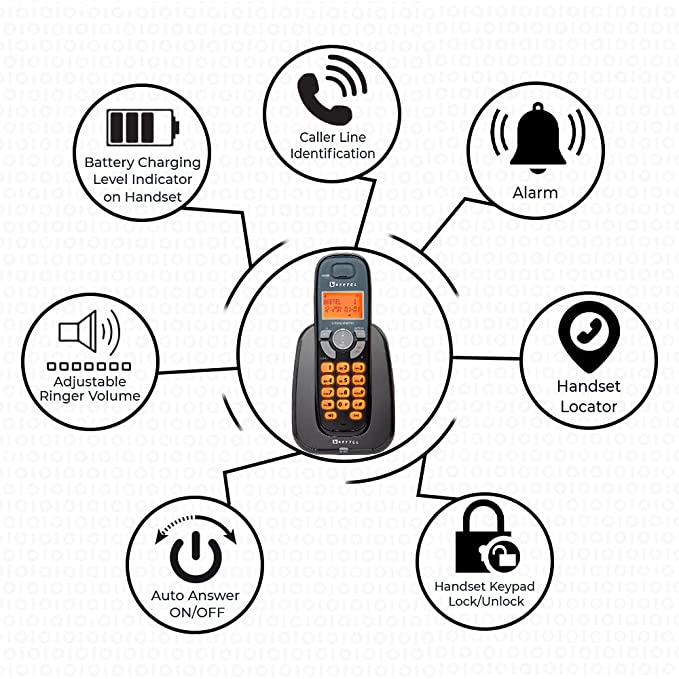 Caller Line
Identification
Battery Charging
Level Indicator
on Handset
Alarm
Adjustable
Ringer Volume
BEETEL
Handset
Locator
BEETEL
Auto Answer
ON/OFF
Handset Keypad
Lock/Unlock